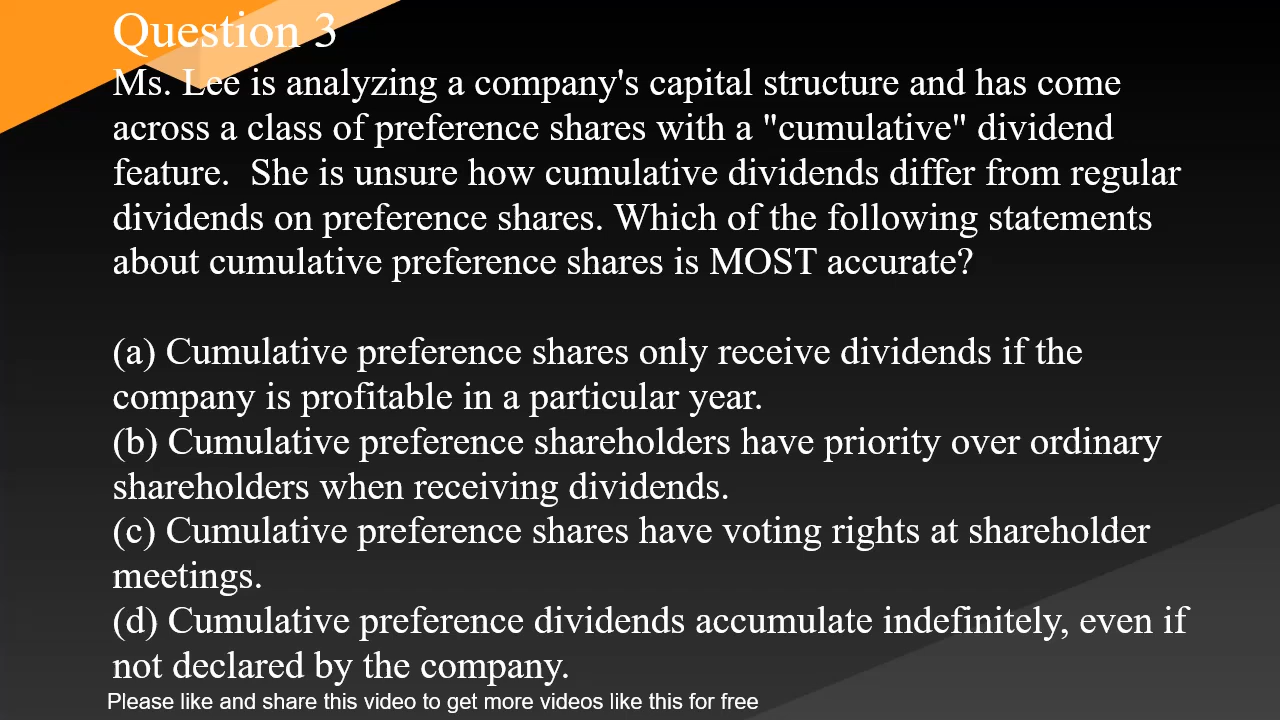 Question 3
Ms. Lee is analyzing a company's capital structure and has come
across a class of preference shares with a "cumulative" dividend
feature.  She is unsure how cumulative dividends differ from regular
dividends on preference shares. Which of the following statements
about cumulative preference shares is MOST accurate?
(a) Cumulative preference shares only receive dividends if the
company is profitable in a particular year.
(b) Cumulative preference shareholders have priority over ordinary
shareholders when receiving dividends.
(c) Cumulative preference shares have voting rights at shareholder
meetings.
(d) Cumulative preference dividends accumulate indefinitely, even if
not declared by the company.
Please like and share this video to get more videos like this for free